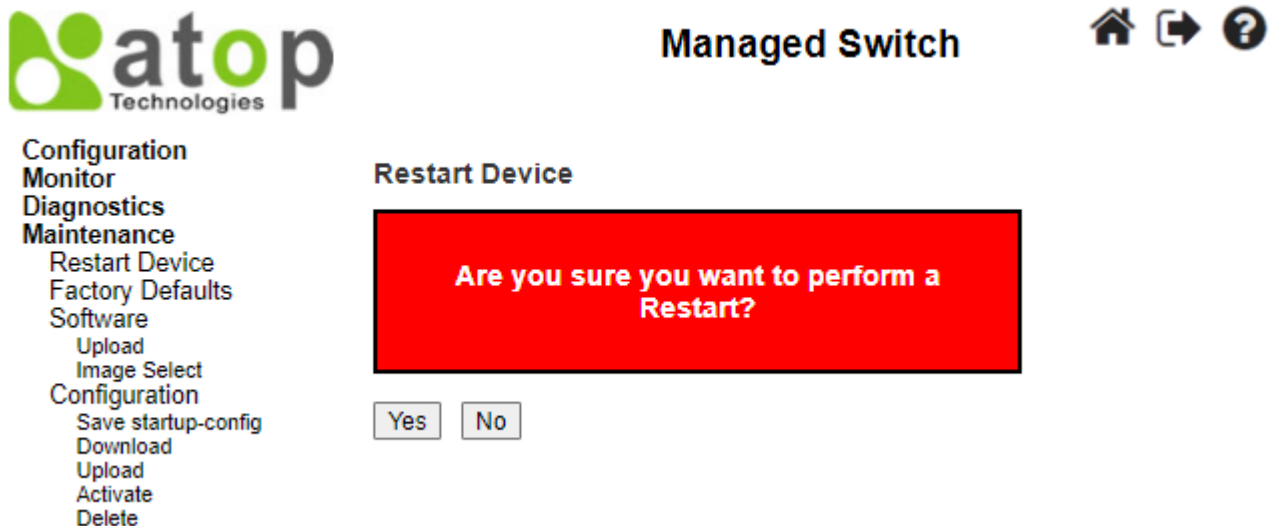 atop
Technologies
Managed Switch
Configuration
Monitor
Diagnostics
Maintenance
Restart Device
Factory Defaults
Software
Upload
Image Select
Configuration
Save startup-config
Download
Upload
Activate
Delete
Restart Device
Are you sure you want to perform a
Restart?
Yes No